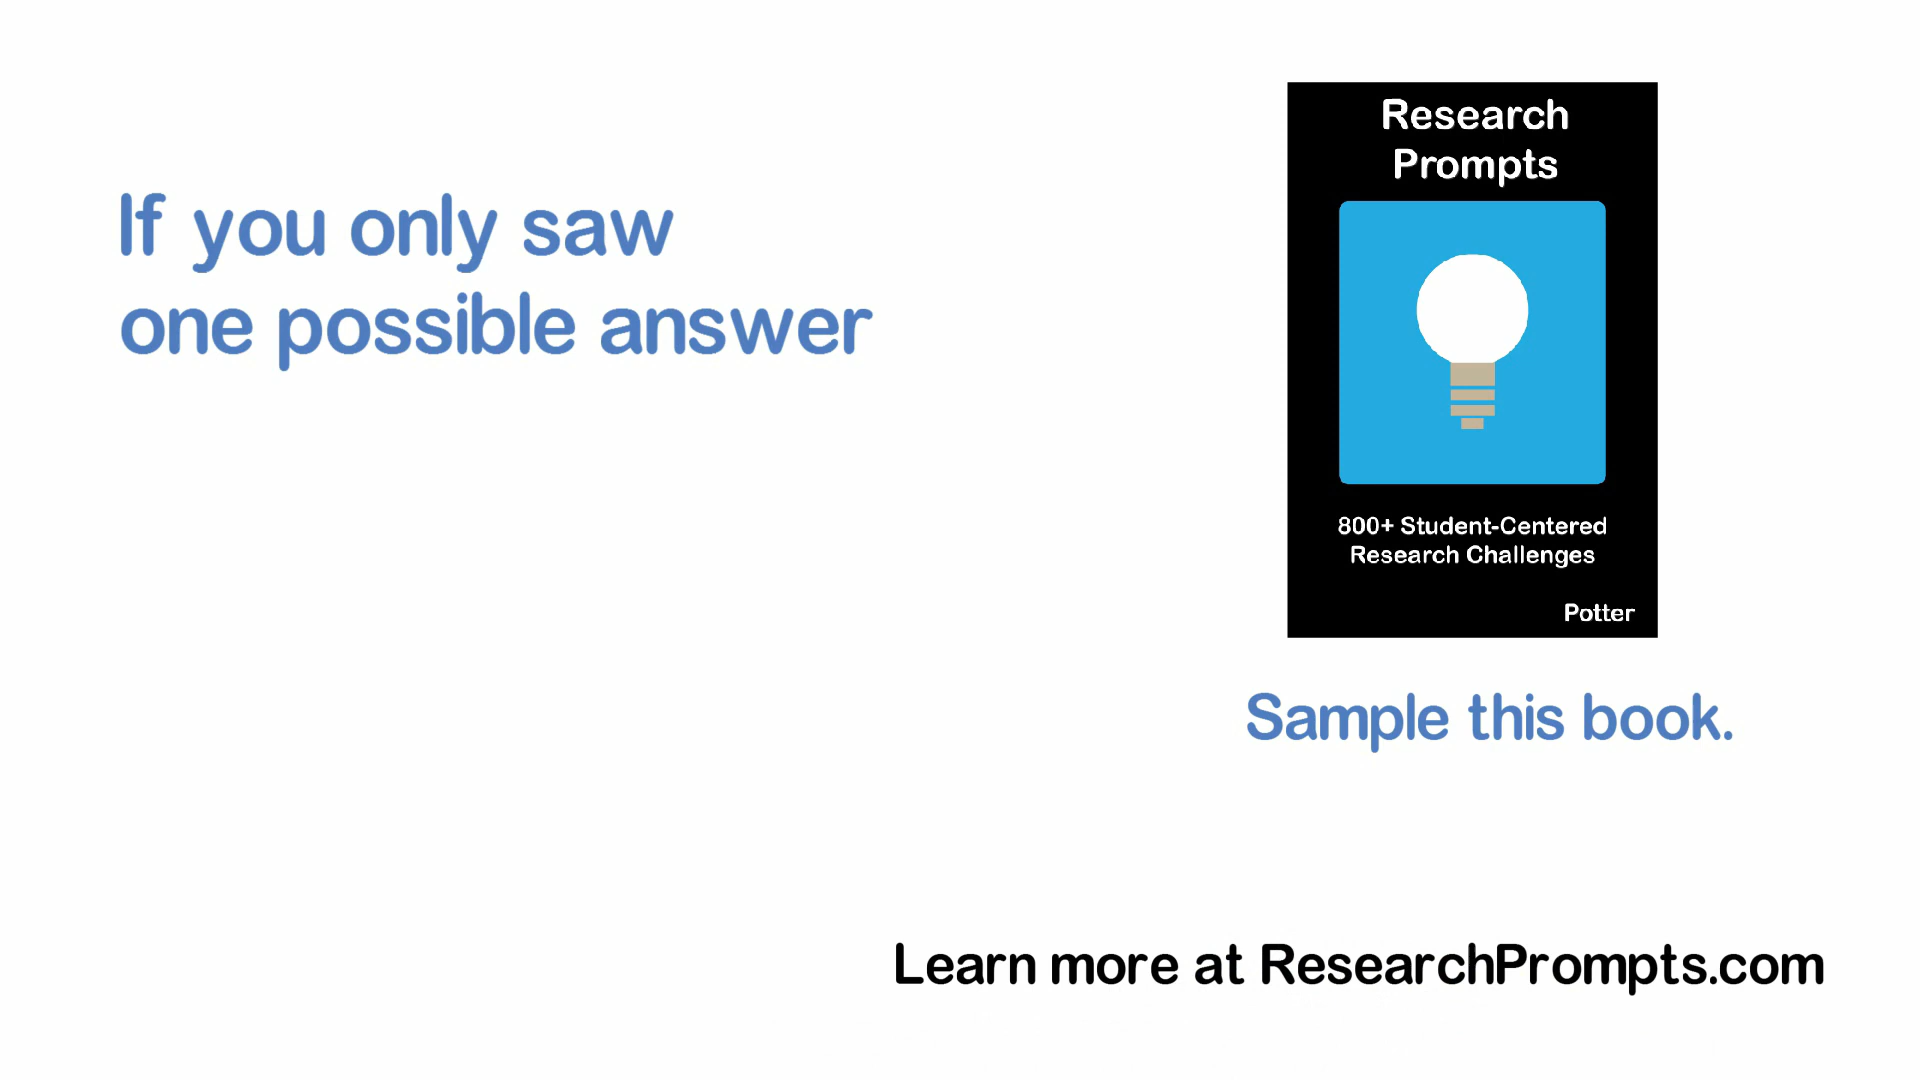 If you only saw
one possible answer
Research
Prompts
800+ Student-Centered
Research Challenges
Potter
Sample this book.
Learn more at ResearchPrompts.com